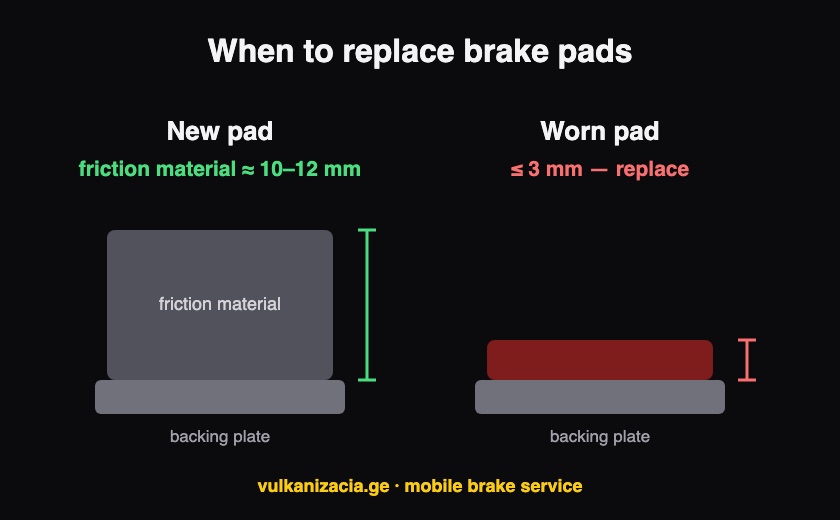 When to replace brake pads
New pad
friction material ≈ 10–12 mm
Worn pad
≤ 3 mm — replace
friction material
backing plate
backing plate
vulkanizacia.ge · mobile brake service